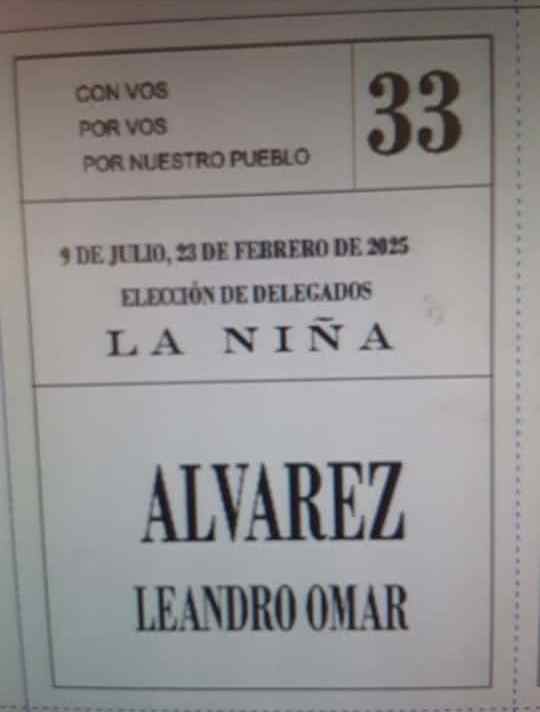 CON VOS
POR VOS
POR NUESTRO PUEBLO
33
9 DE JULIO, 23 DE FEBRERO DE 2025
ELECCIÓN DE DELEGADOS
LA NIÑA
ALVAREZ
LEANDRO OMAR